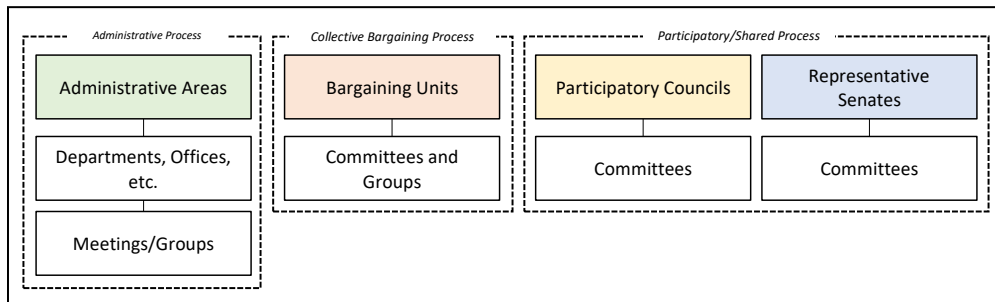 Administrative Process
Administrative Areas
Departments, Offices,
etc.
Meetings/Groups
Collective Bargaining Process
Bargaining Units
Committees and
Groups
Participatory/Shared Process
Participatory Councils
Committees
Representative
Senates
Committees